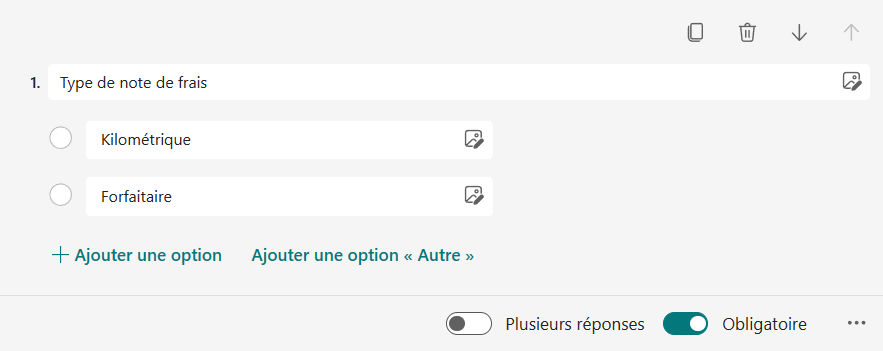 1. Type de note de frais
Kilométrique
Forfaitaire
Ajouter une option Ajouter une option « Autre »
Plusieurs réponses Obligatoire